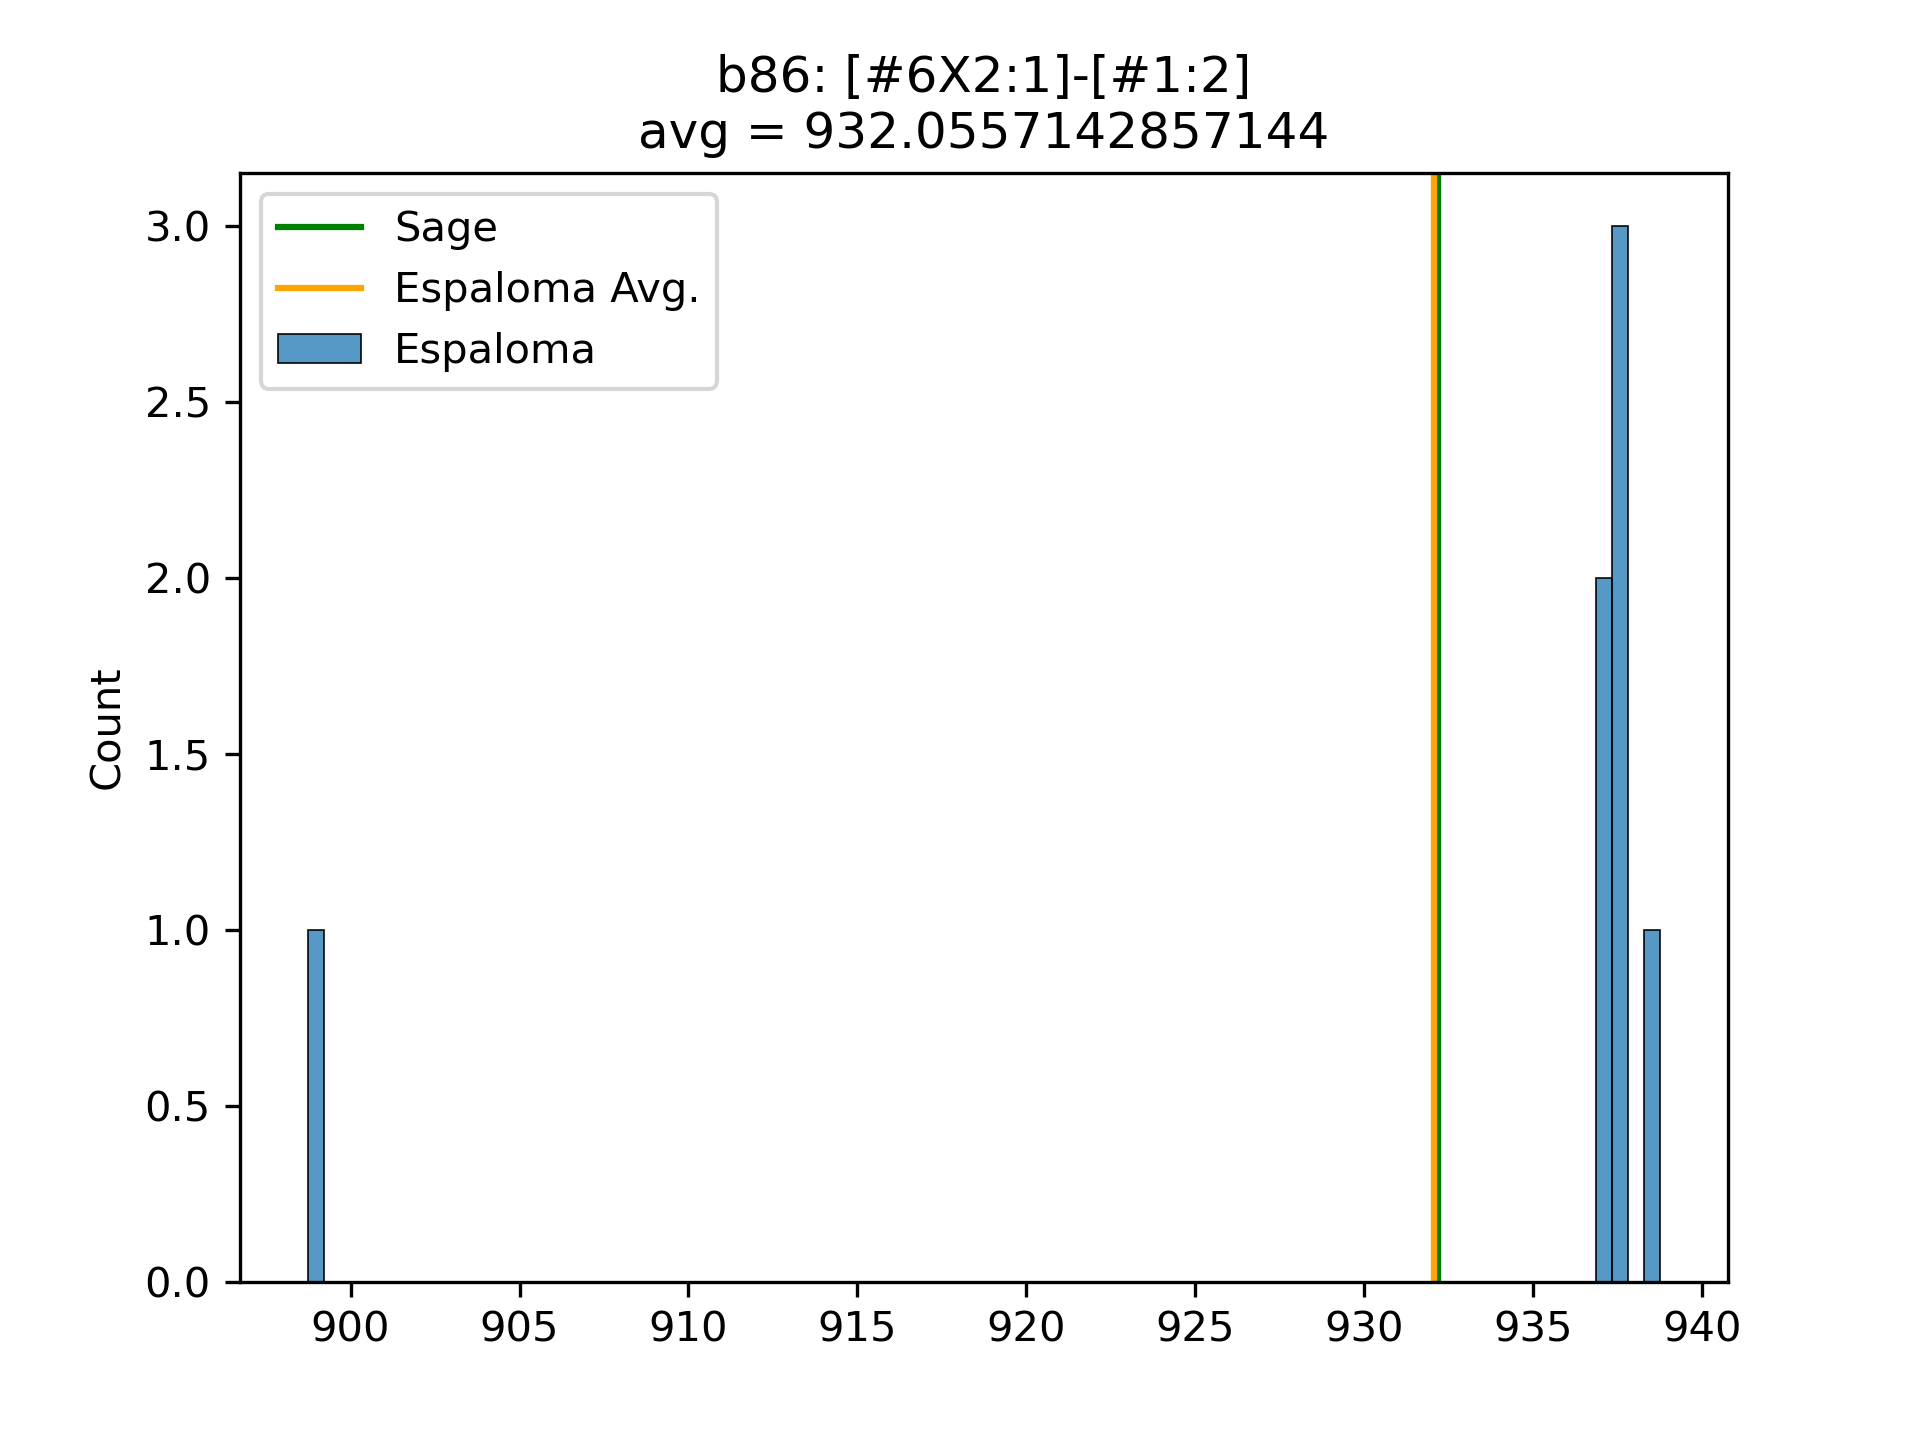 b86: [#6X2:1]-[#1:2]
avg = 932.0557142857144
Sage
Espaloma Avg.
Espaloma
3.0
2.5
2.0
1.5
1.0
0.5
0.0
Count
900 905 910 915 920 925 930 935 940